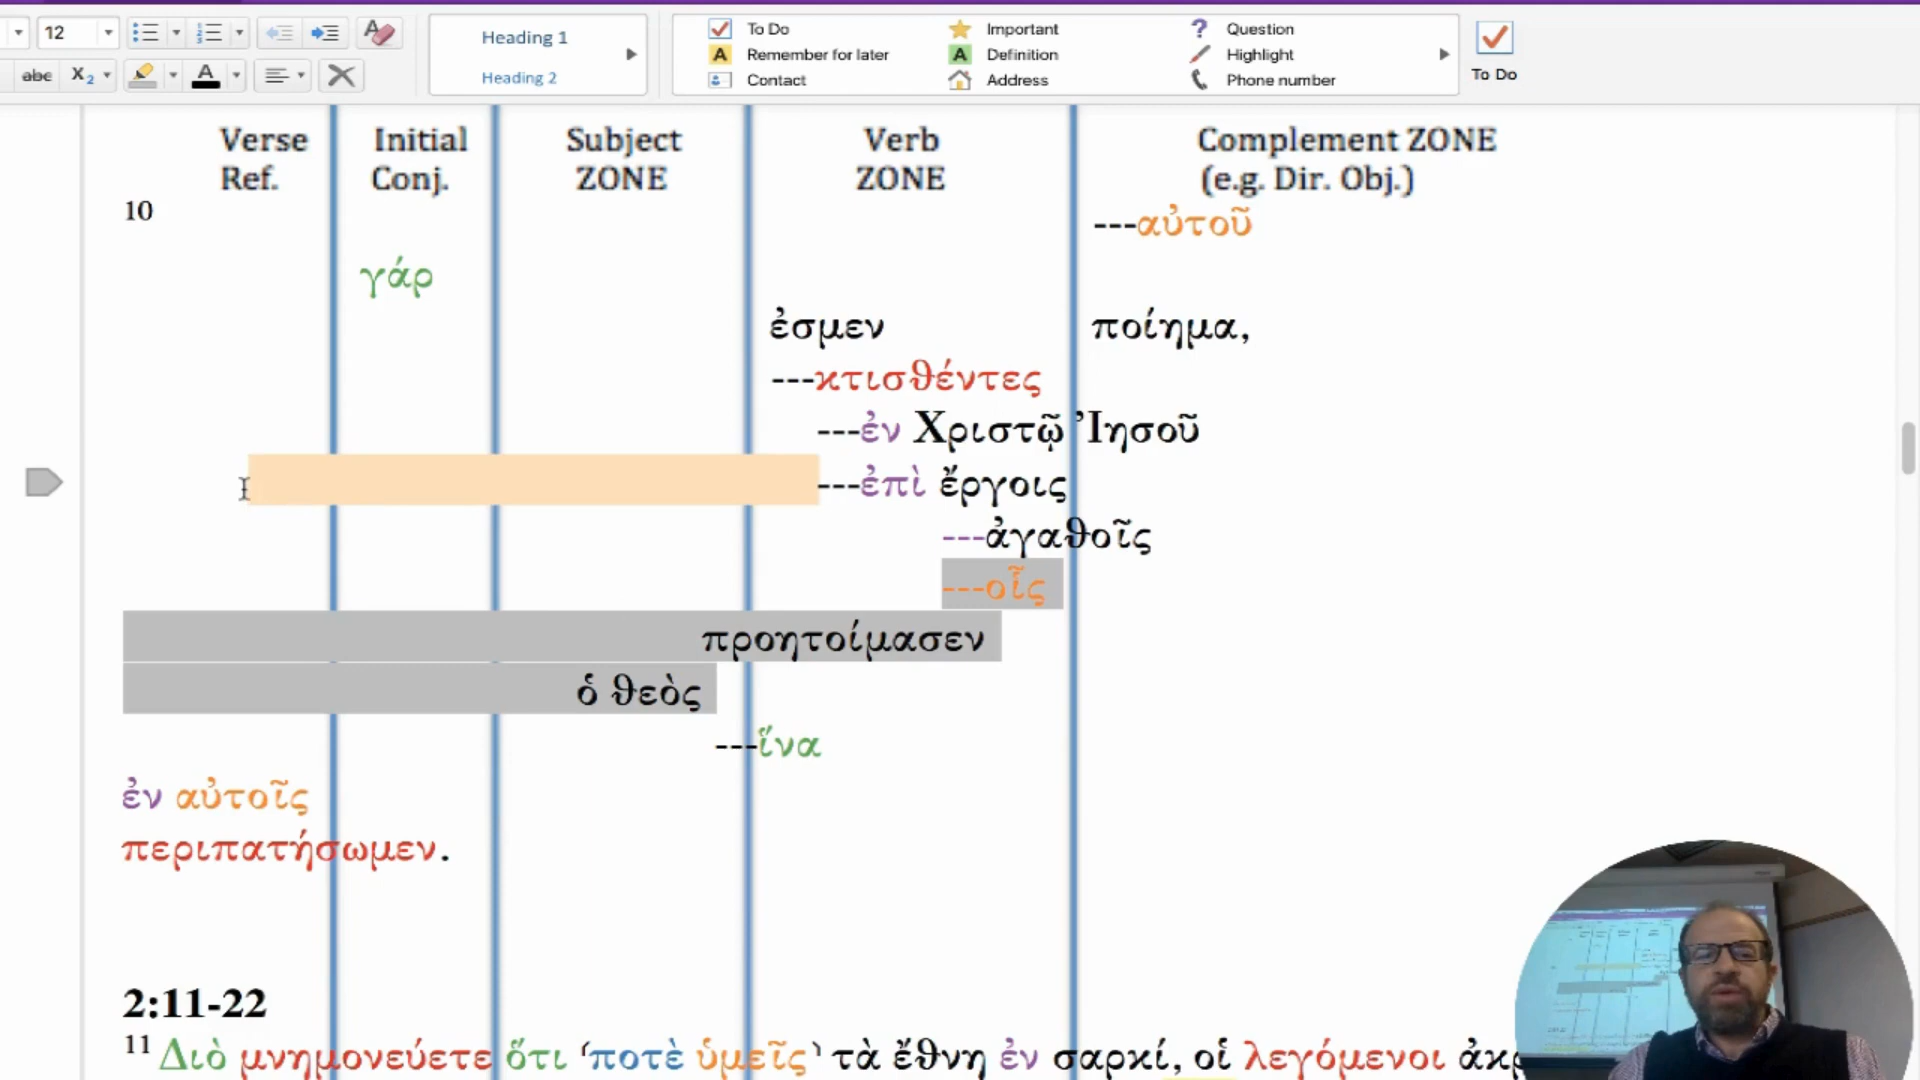 12
Heading 1
Heading 2
To Do
Remember for later
Contact
Important
Definition
Address
Question
Highlight
Phone number
To Do
abc X₂ A
Verse Ref.
Initial Conj.
Subject ZONE
Verb ZONE
Complement ZONE (e.g. Dir. Obj.)
10
---αὐτοῦ
γάρ
ἐσμεν ποίημα,
---κτισθέντες
---ἐν Χριστῷ Ἰησοῦ
---ἐπὶ ἔργοις
---ἀγαθοῖς
---οἷς
προητοίμασεν
ὁ θεὸς
---ἵνα
ἐν αὐτοῖς
περιπατήσωμεν.
2:11-22
11 Διὸ μνημονεύετε ὅτι ⸂ποτὲ ὑμεῖς⸃ τὰ ἔθνη ἐν σαρκί, οἱ λεγόμενοι